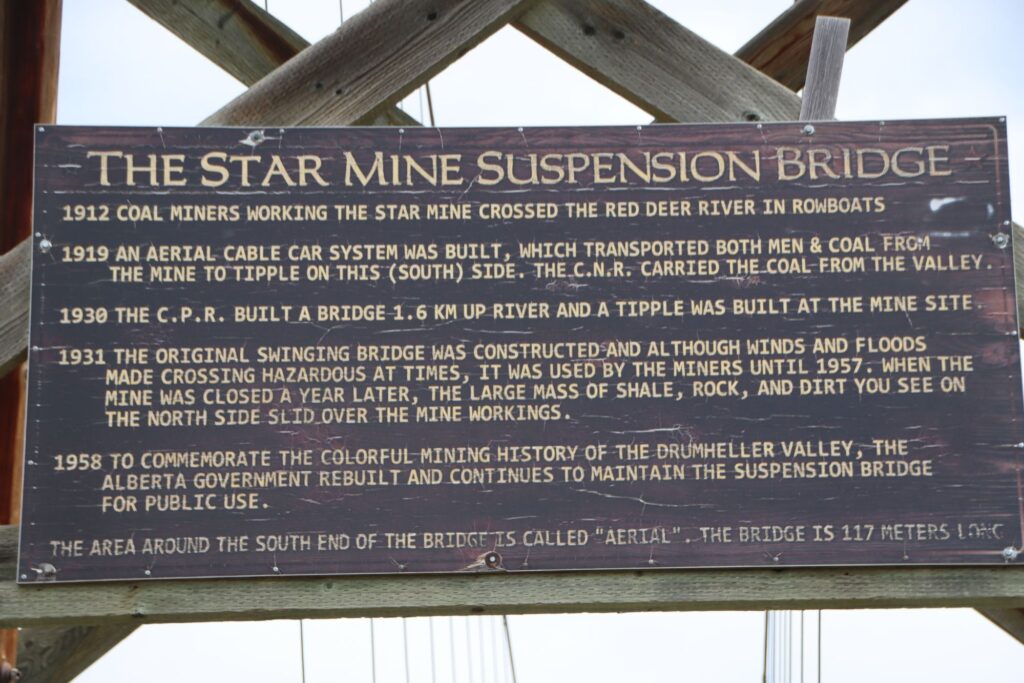 THE STAR MINE SUSPENSION BRIDGE
1912 COAL MINERS WORKING THE STAR MINE CROSSED THE RED DEER RIVER IN ROWBOATS
1919 AN AERIAL CABLE CAR SYSTEM WAS BUILT, WHICH TRANSPORTED BOTH MEN & COAL FROM
THE MINE TO TIPPLE ON THIS (SOUTH) SIDE. THE C.N.R. CARRIED THE COAL FROM THE VALLEY.
1930 THE C.P.R. BUILT A BRIDGE 1.6 KM UP RIVER AND A TIPPLE WAS BUILT AT THE MINE SITE.
1931 THE ORIGINAL SWINGING BRIDGE WAS CONSTRUCTED AND ALTHOUGH WINDS AND FLOODS
MADE CROSSING HAZARDOUS AT TIMES, IT WAS USED BY THE MINERS UNTIL 1957. WHEN THE
MINE WAS CLOSED A YEAR LATER, THE LARGE MASS OF SHALE, ROCK, AND DIRT YOU SEE ON
THE NORTH SIDE SLID OVER THE MINE WORKINGS.
1958 TO COMMEMORATE THE COLORFUL MINING HISTORY OF THE DRUMHELLER VALLEY, THE
ALBERTA GOVERNMENT REBUILT AND CONTINUES TO MAINTAIN THE SUSPENSION BRIDGE
FOR PUBLIC USE.
THE AREA AROUND THE SOUTH END OF THE BRIDGE IS CALLED "AERIAL". THE BRIDGE IS 117 METERS LONG